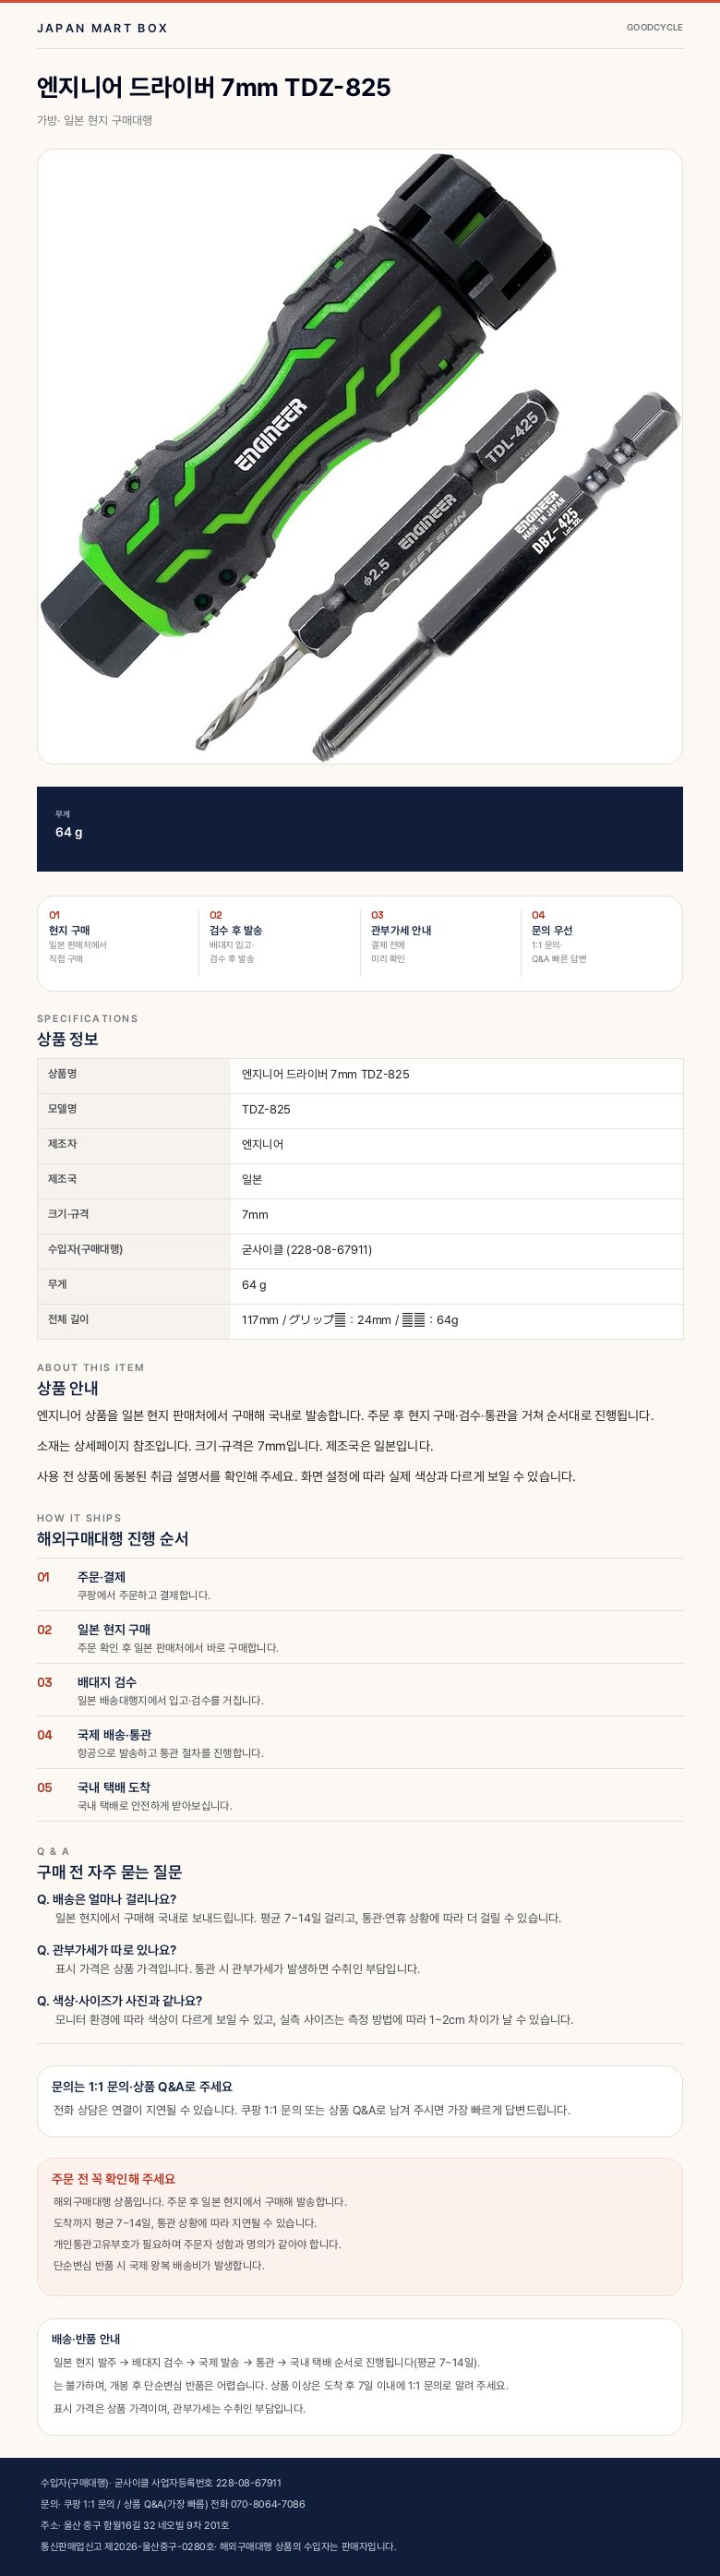 JAPAN MART BOX
GOODCYCLE
엔지니어 드라이버 7mm TDZ-825
가방· 일본 현지 구매대행
ENGINEER
TDL-425
φ2.5 ENGINEER
LEFT SPIN
ENGINEER
MADE IN JAPAN
DBZ-425
무게
64 g
01
현지 구매
일본 판매처에서
직접 구매
02
검수 후 발송
배대지 입고·
검수 후 발송
03
관부가세 안내
결제 전에
미리 확인
04
문의 우선
1:1 문의·
Q&A 빠른 답변
SPECIFICATIONS
상품 정보
상품명 엔지니어 드라이버 7mm TDZ-825
모델명 TDZ-825
제조자 엔지니어
제조국 일본
크기·규격 7mm
수입자(구매대행) 굳사이클 (228-08-67911)
무게 64 g
전체 길이 117mm / グリップ▤：24mm / ▤▤：64g
ABOUT THIS ITEM
상품 안내
엔지니어 상품을 일본 현지 판매처에서 구매해 국내로 발송합니다. 주문 후 현지 구매·검수·통관을 거쳐 순서대로 진행됩니다.
소재는 상세페이지 참조입니다. 크기·규격은 7mm입니다. 제조국은 일본입니다.
사용 전 상품에 동봉된 취급 설명서를 확인해 주세요. 화면 설정에 따라 실제 색상과 다르게 보일 수 있습니다.
HOW IT SHIPS
해외구매대행 진행 순서
01 주문·결제
쿠팡에서 주문하고 결제합니다.
02 일본 현지 구매
주문 확인 후 일본 판매처에서 바로 구매합니다.
03 배대지 검수
일본 배송대행지에서 입고·검수를 거칩니다.
04 국제 배송·통관
항공으로 발송하고 통관 절차를 진행합니다.
05 국내 택배 도착
국내 택배로 안전하게 받아보십니다.
Q & A
구매 전 자주 묻는 질문
Q. 배송은 얼마나 걸리나요?
일본 현지에서 구매해 국내로 보내드립니다. 평균 7~14일 걸리고, 통관·연휴 상황에 따라 더 걸릴 수 있습니다.
Q. 관부가세가 따로 있나요?
표시 가격은 상품 가격입니다. 통관 시 관부가세가 발생하면 수취인 부담입니다.
Q. 색상·사이즈가 사진과 같나요?
모니터 환경에 따라 색상이 다르게 보일 수 있고, 실측 사이즈는 측정 방법에 따라 1~2cm 차이가 날 수 있습니다.
문의는 1:1 문의·상품 Q&A로 주세요
전화 상담은 연결이 지연될 수 있습니다. 쿠팡 1:1 문의 또는 상품 Q&A로 남겨 주시면 가장 빠르게 답변드립니다.
주문 전 꼭 확인해 주세요
해외구매대행 상품입니다. 주문 후 일본 현지에서 구매해 발송합니다.
도착까지 평균 7~14일, 통관 상황에 따라 지연될 수 있습니다.
개인통관고유부호가 필요하며 주문자 성함과 명의가 같아야 합니다.
단순변심 반품 시 국제 왕복 배송비가 발생합니다.
배송·반품 안내
일본 현지 발주 → 배대지 검수 → 국제 발송 → 통관 → 국내 택배 순서로 진행됩니다(평균 7~14일).
는 불가하며, 개봉 후 단순변심 반품은 어렵습니다. 상품 이상은 도착 후 7일 이내에 1:1 문의로 알려 주세요.
표시 가격은 상품 가격이며, 관부가세는 수취인 부담입니다.
수입자(구매대행)· 굳사이클 사업자등록번호 228-08-67911
문의· 쿠팡 1:1 문의 / 상품 Q&A(가장 빠름) 전화 070-8064-7086
주소· 울산 중구 함월16길 32 네오빌 9차 201호
통신판매업신고 제2026-울산중구-0280호· 해외구매대행 상품의 수입자는 판매자입니다.